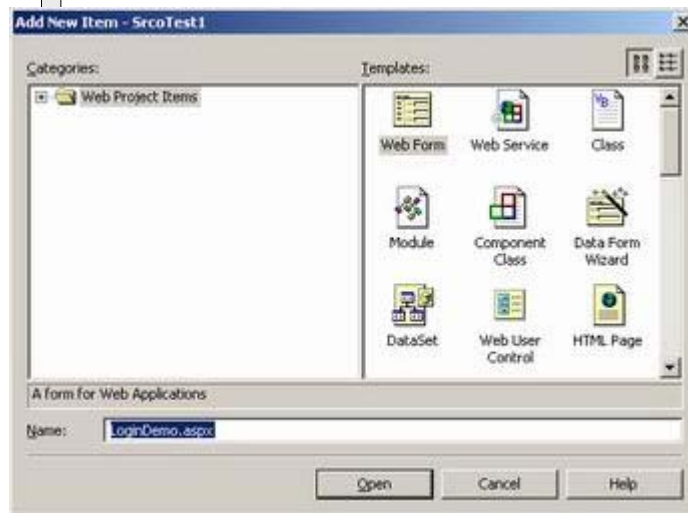 Add New Item - SrcoTest1
Categories:
Templates:
Web Project Items
Web Form
Web Service
VB
Class
Module
Component Class
Data Form Wizard
DataSet
Web User Control
HTML Page
A form for Web Applications
Name:
LoginDemo.aspx
Open
Cancel
Help